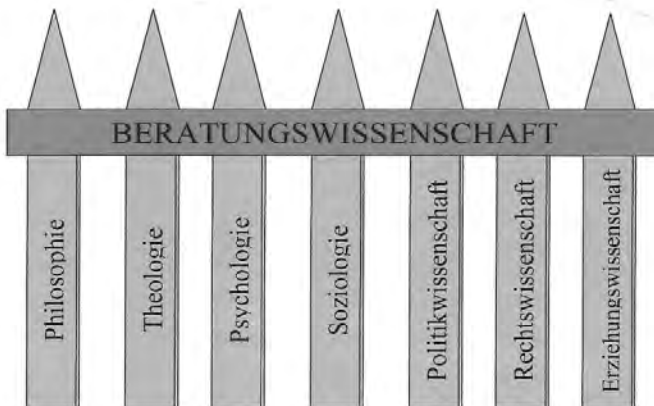 BERATUNGSWISSENSCHAFT
Philosophie
Theologie
Psychologie
Soziologie
Politikwissenschaft
Rechtswissenschaft
Erziehungswissenschaft